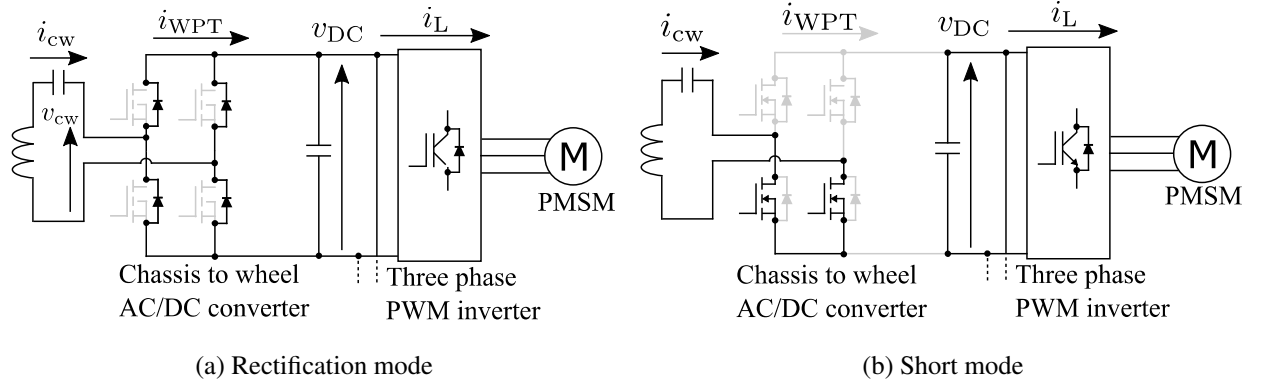 i_cw i_WPT v_DC i_L
v_cw
M
PMSM
Chassis to wheel
AC/DC converter
Three phase
PWM inverter
(a) Rectification mode
i_cw i_WPT v_DC i_L
M
PMSM
Chassis to wheel
AC/DC converter
Three phase
PWM inverter
(b) Short mode